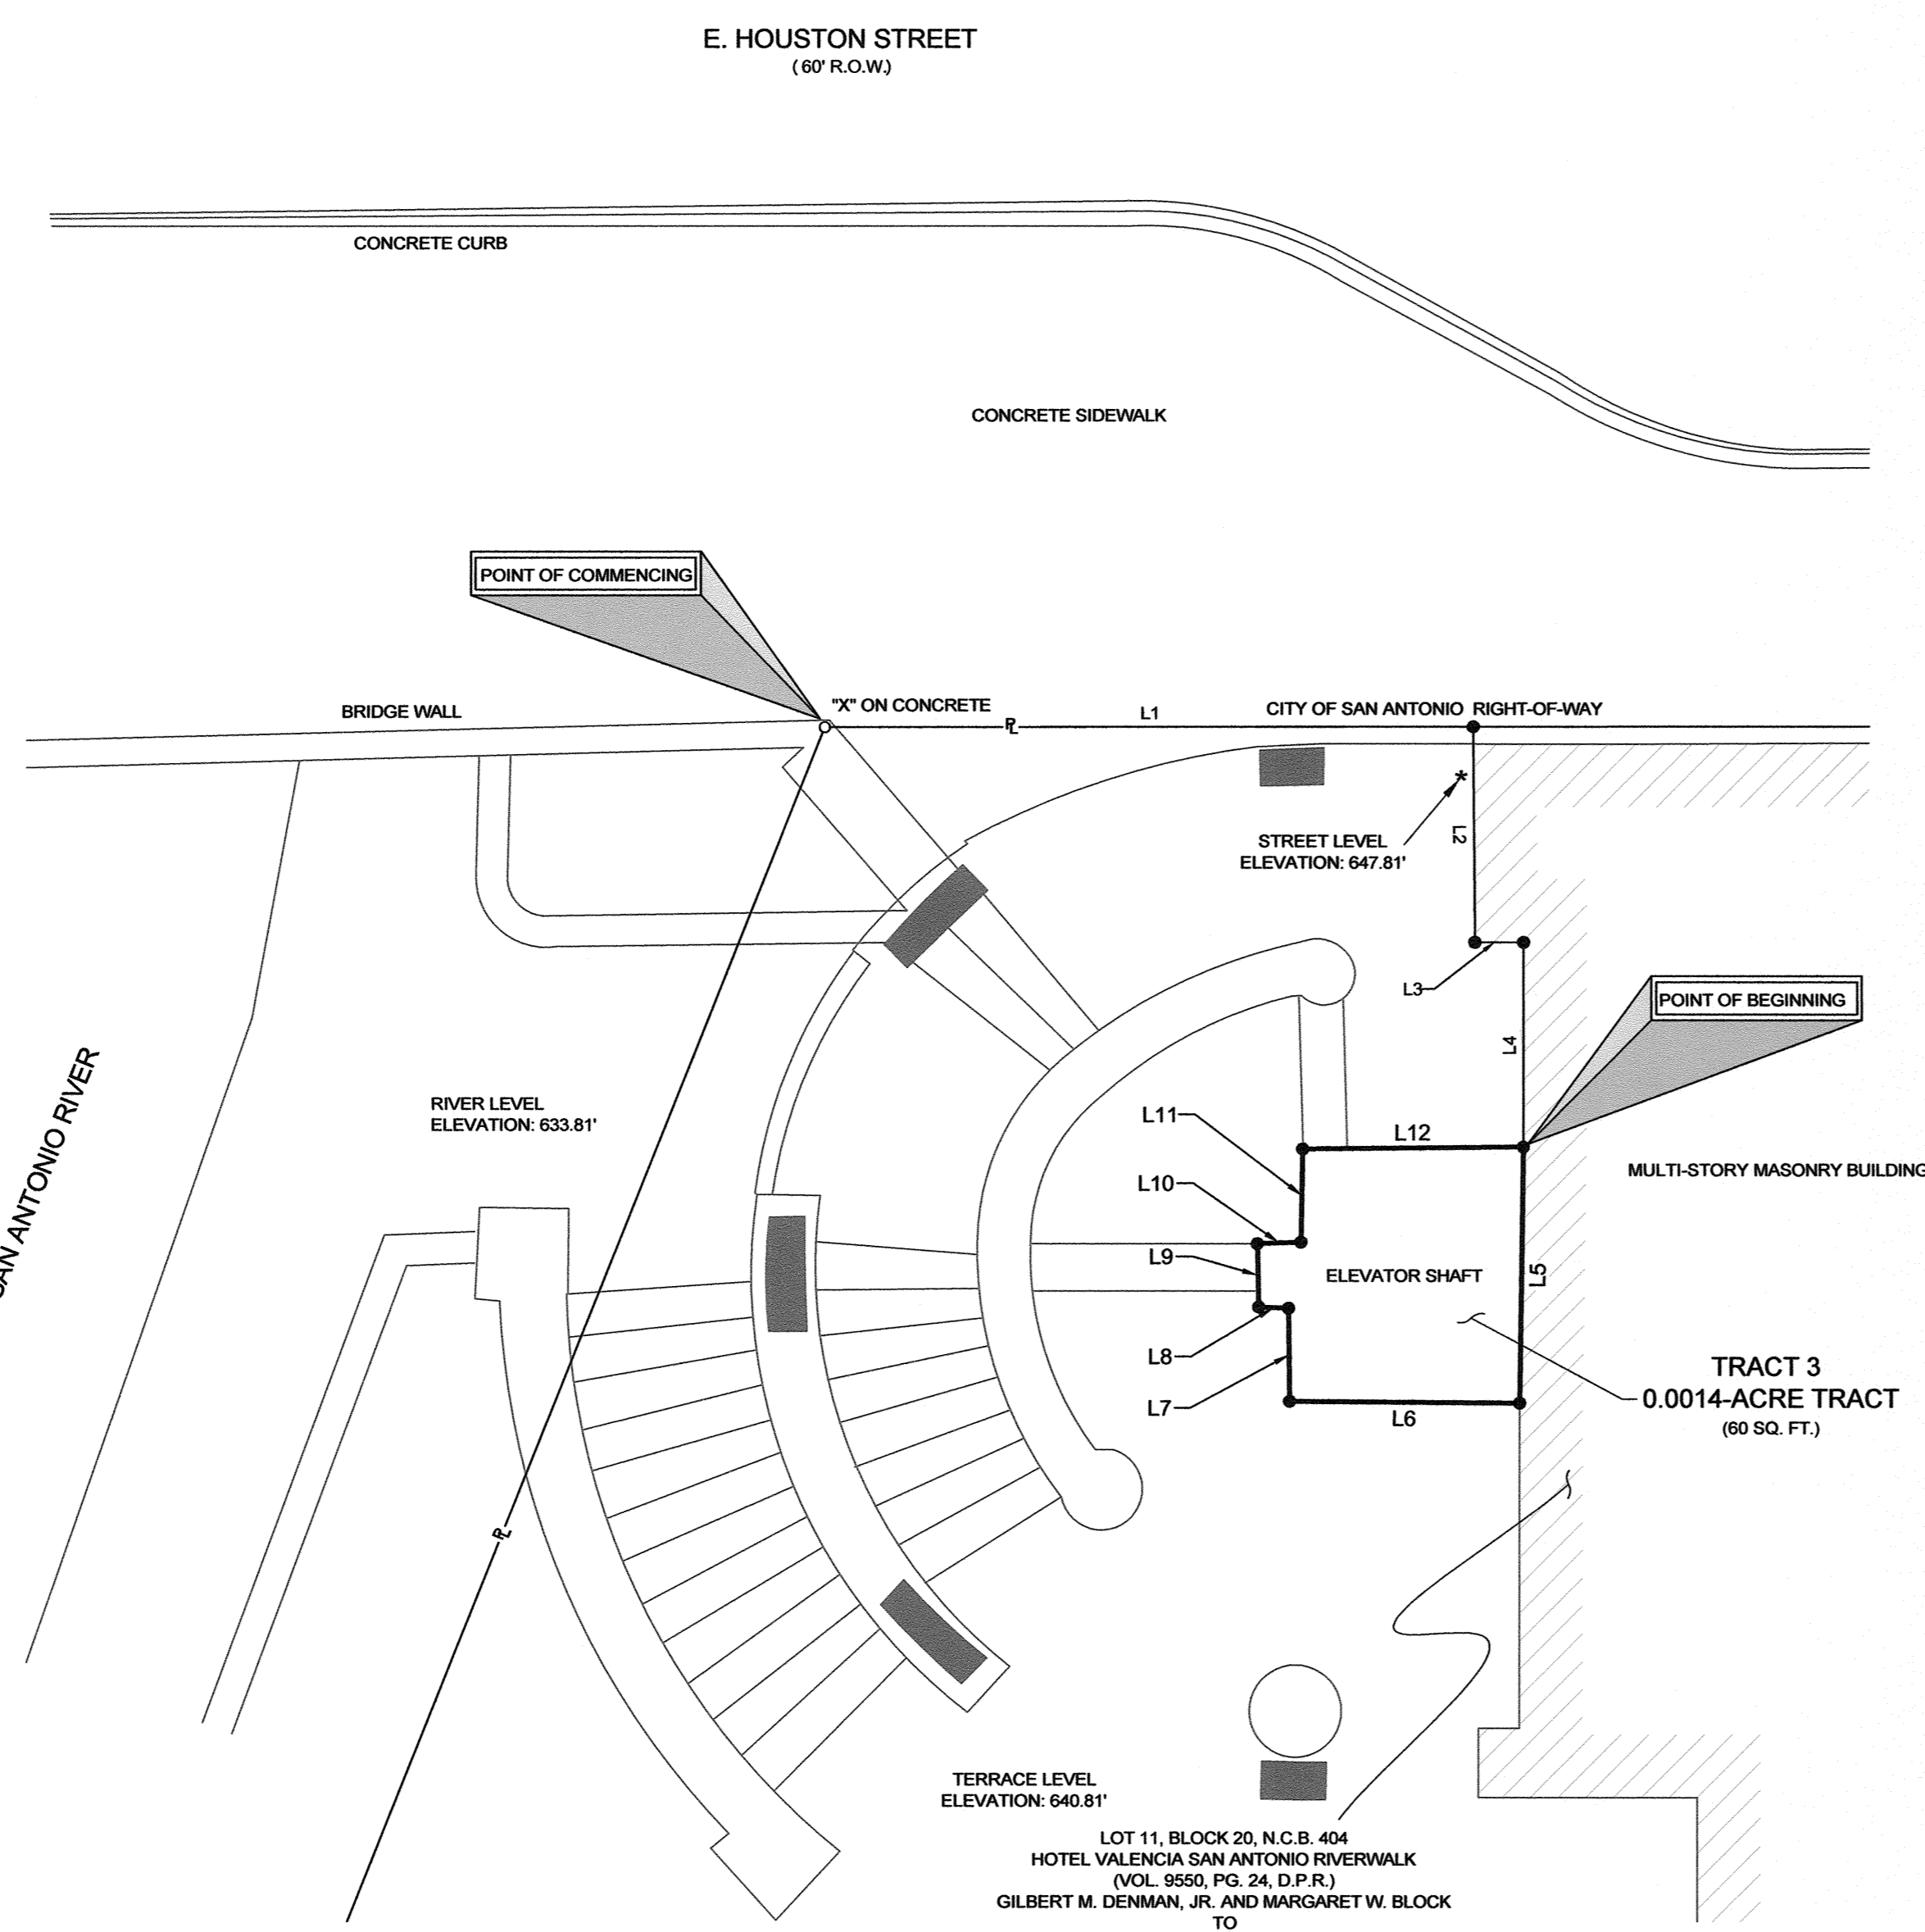 E. HOUSTON STREET
( 60' R.O.W.)
CONCRETE CURB
CONCRETE SIDEWALK
POINT OF COMMENCING
"X" ON CONCRETE
BRIDGE WALL
PL
L1
CITY OF SAN ANTONIO RIGHT-OF-WAY
*
L2
STREET LEVEL
ELEVATION: 647.81'
L3
POINT OF BEGINNING
L4
SAN ANTONIO RIVER
RIVER LEVEL
ELEVATION: 633.81'
L11
L12
L10
MULTI-STORY MASONRY BUILDING
L9
ELEVATOR SHAFT
L5
L8
L7
L6
TRACT 3
0.0014-ACRE TRACT
(60 SQ. FT.)
PL
TERRACE LEVEL
ELEVATION: 640.81'
LOT 11, BLOCK 20, N.C.B. 404
HOTEL VALENCIA SAN ANTONIO RIVERWALK
(VOL. 9550, PG. 24, D.P.R.)
GILBERT M. DENMAN, JR. AND MARGARET W. BLOCK
TO